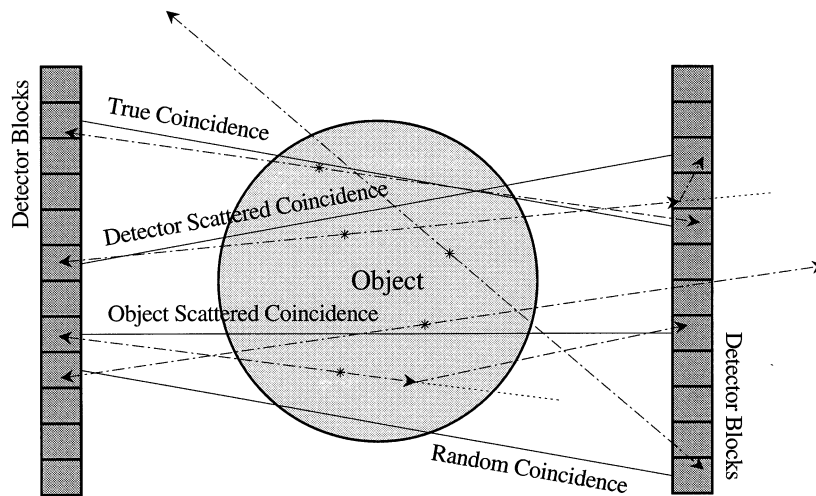 Detector Blocks
True Coincidence
Detector Scattered Coincidence
Object
Object Scattered Coincidence
Random Coincidence
Detector Blocks